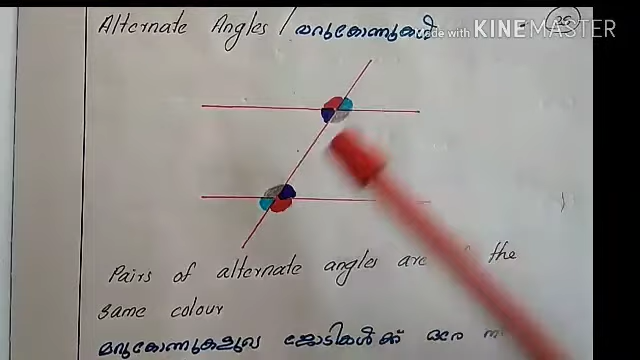 Alternate Angles / മറുകോണുകൾ
Made with KINEMASTER
25
Pairs of alternate angles are the
same colour
മറുകോണുകളുടെ ജോടികൾക്ക് ഒരേ